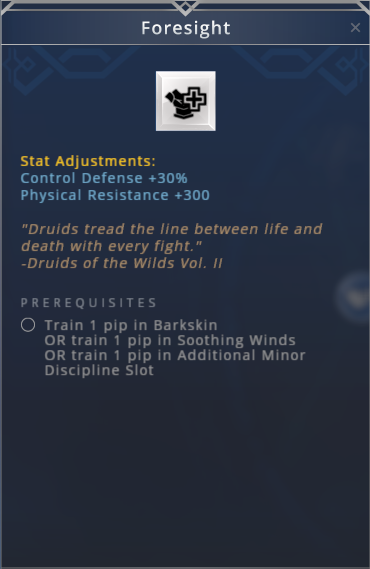 Foresight
Stat Adjustments:
Control Defense +30%
Physical Resistance +300
"Druids tread the line between life and
death with every fight."
-Druids of the Wilds Vol. II
PREREQUISITES
Train 1 pip in Barkskin
OR train 1 pip in Soothing Winds
OR train 1 pip in Additional Minor
Discipline Slot